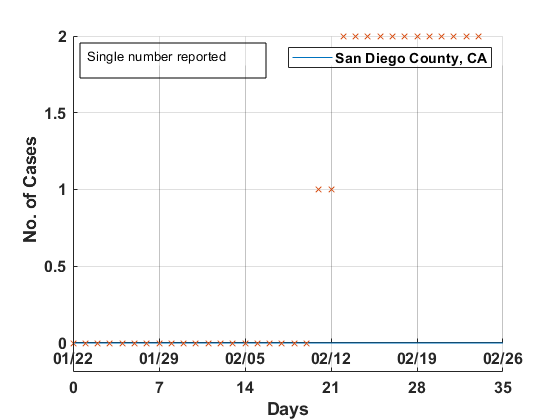 2
Single number reported
San Diego County, CA
1.5
No. of Cases
1
0.5
0
01/22 01/29 02/05 02/12 02/19 02/26
0 7 14 21 28 35
Days